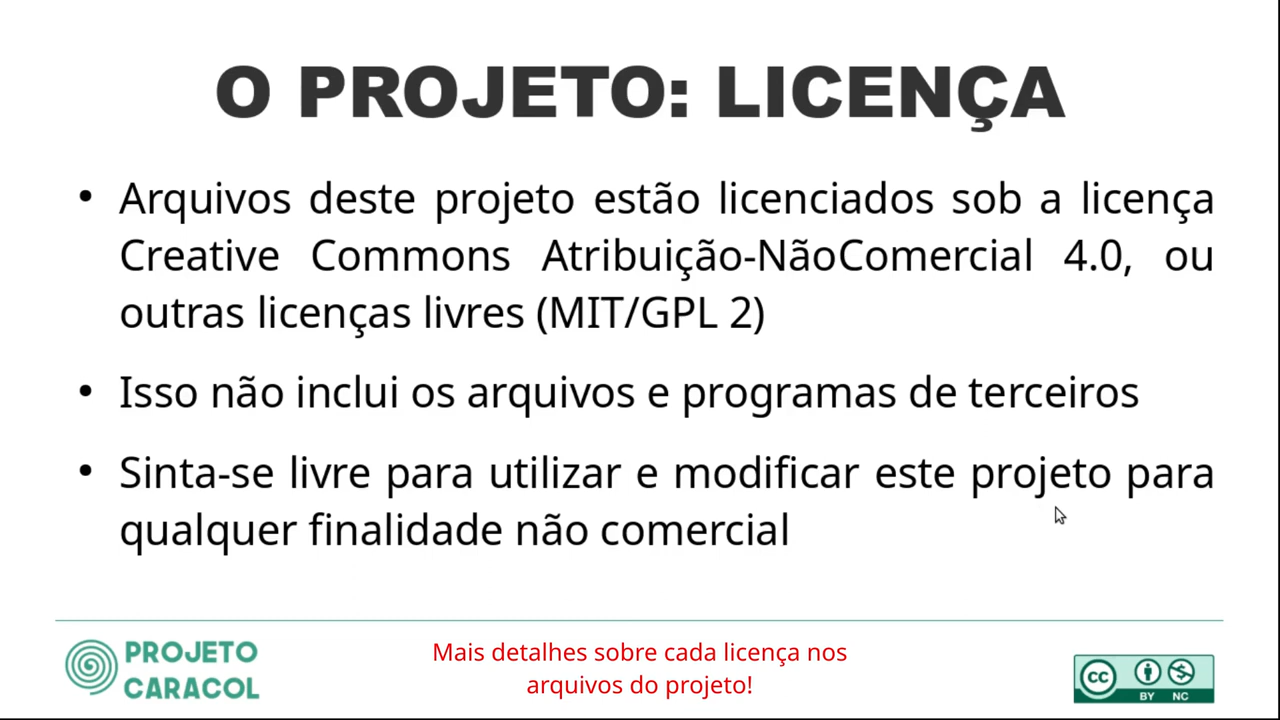 O PROJETO: LICENÇA
• Arquivos deste projeto estão licenciados sob a licença
Creative Commons Atribuição-NãoComercial 4.0, ou
outras licenças livres (MIT/GPL 2)
• Isso não inclui os arquivos e programas de terceiros
• Sinta-se livre para utilizar e modificar este projeto para
qualquer finalidade não comercial
PROJETO
CARACOL
Mais detalhes sobre cada licença nos
arquivos do projeto!
cc
BY NC